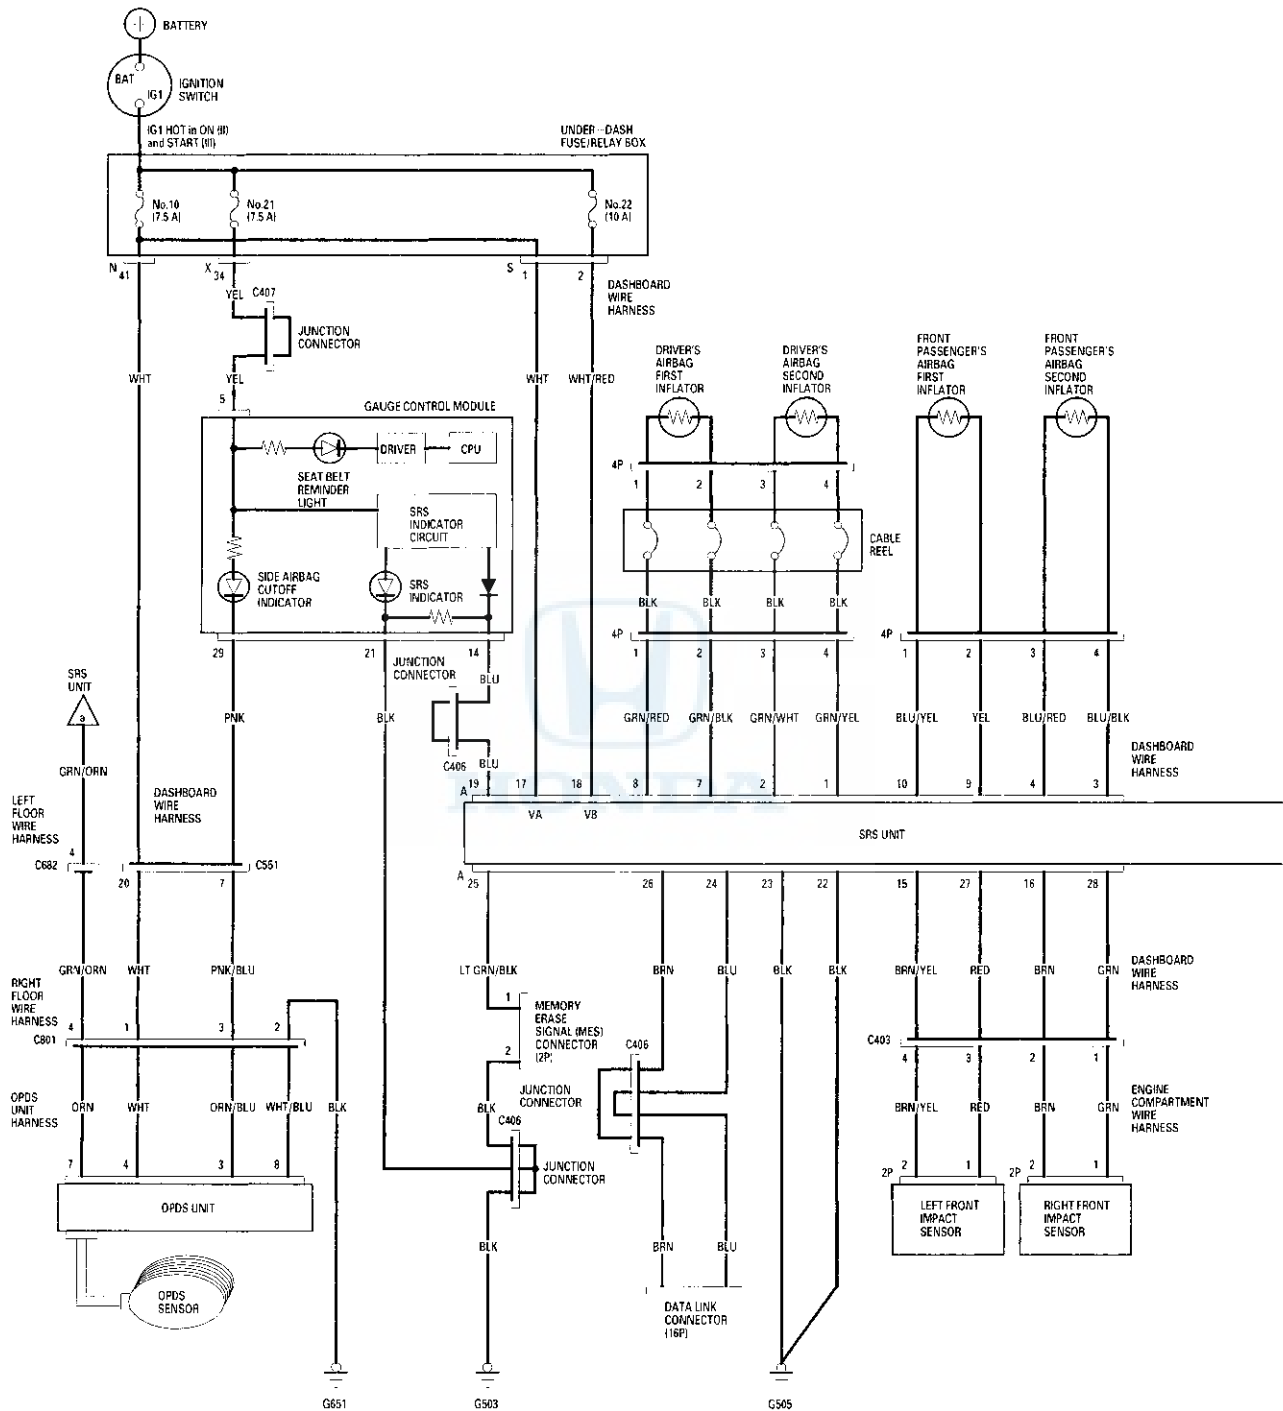 BATTERY
BAT
IG1
IGNITION
SWITCH
IG1 HOT in ON (II)
and START (III)
UNDER-DASH
FUSE/RELAY BOX
No.10
(7.5 A)
No.21
(7.5 A)
No.22
(10 A)
N 41
X 34
S 1 2
DASHBOARD
WIRE
HARNESS
YEL
C407
JUNCTION
CONNECTOR
WHT
YEL
WHT
WHT/RED
5
GAUGE CONTROL MODULE
DRIVER
CPU
SEAT BELT
REMINDER
LIGHT
SRS
INDICATOR
CIRCUIT
SIDE AIRBAG
CUTOFF
INDICATOR
SRS
INDICATOR
29 21 14
JUNCTION
CONNECTOR
BLU
C406
BLU
PNK
BLK
DRIVER'S
AIRBAG
FIRST
INFLATOR
DRIVER'S
AIRBAG
SECOND
INFLATOR
FRONT
PASSENGER'S
AIRBAG
FIRST
INFLATOR
FRONT
PASSENGER'S
AIRBAG
SECOND
INFLATOR
4P
1 2 3 4
CABLE
REEL
BLK BLK BLK BLK
4P
1 2 3 4
4P
1 2 3 4
GRN/RED GRN/BLK GRN/WHT GRN/YEL BLU/YEL YEL BLU/RED BLU/BLK
DASHBOARD
WIRE
HARNESS
HONDA
A 19 17 18 8 7 2 1 10 9 4 3
VA VB
SRS UNIT
A 25 26 24 23 22 15 27 16 28
SRS
UNIT
a
GRN/ORN
LEFT
FLOOR
WIRE
HARNESS
DASHBOARD
WIRE
HARNESS
4
C682
C551
20 7
GRN/ORN WHT PNK/BLU
RIGHT
FLOOR
WIRE
HARNESS
4 1 3 2
C801
OPDS
UNIT
HARNESS
ORN WHT ORN/BLU WHT/BLU BLK
7 4 3 8
OPDS UNIT
OPDS
SENSOR
G651
LT GRN/BLK
1
MEMORY
ERASE
SIGNAL (MES)
CONNECTOR
(2P)
2
BLK
C406
JUNCTION
CONNECTOR
BLK
G503
BRN BLU BLK BLK
C406
JUNCTION
CONNECTOR
BRN BLU
DATA LINK
CONNECTOR
(16P)
G505
BRN/YEL RED BRN GRN
DASHBOARD
WIRE
HARNESS
C403
4 3 2 1
BRN/YEL RED BRN GRN
ENGINE
COMPARTMENT
WIRE
HARNESS
2P 2 1
2P 2 1
LEFT FRONT
IMPACT
SENSOR
RIGHT FRONT
IMPACT
SENSOR